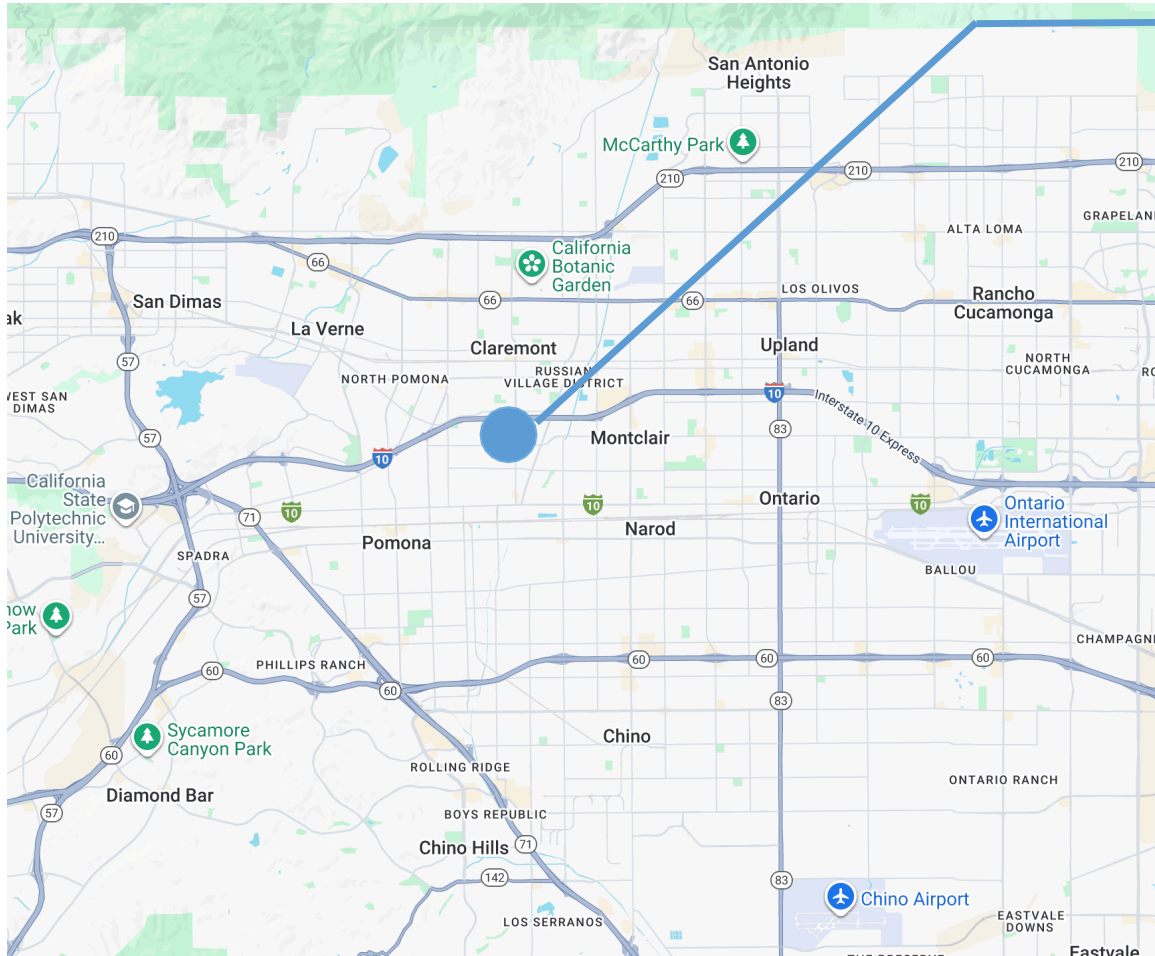 San Antonio
Heights
McCarthy Park
210
210
210
210
GRAPELAN
ALTA LOMA
California
Botanic
Garden
66
San Dimas
LOS OLIVOS
66
66
Rancho
Cucamonga
ak
La Verne
Claremont
Upland
57
NORTH POMONA
RUSSIAN
VILLAGE DISTRICT
NORTH
CUCAMONGA
RO
WEST SAN
DIMAS
10
Interstate 10 Express
57
83
Montclair
10
California
State
Polytechnic
University...
10
10
Ontario
10
Ontario
International
Airport
71
Narod
Pomona
SPADRA
BALLOU
57
now
Park
CHAMPAGNE
PHILLIPS RANCH
60
60
60
60
60
83
Sycamore
Canyon Park
Chino
60
ROLLING RIDGE
ONTARIO RANCH
Diamond Bar
57
BOYS REPUBLIC
Chino Hills
71
142
83
Chino Airport
LOS SERRANOS
EASTVALE
DOWNS
Eastvale